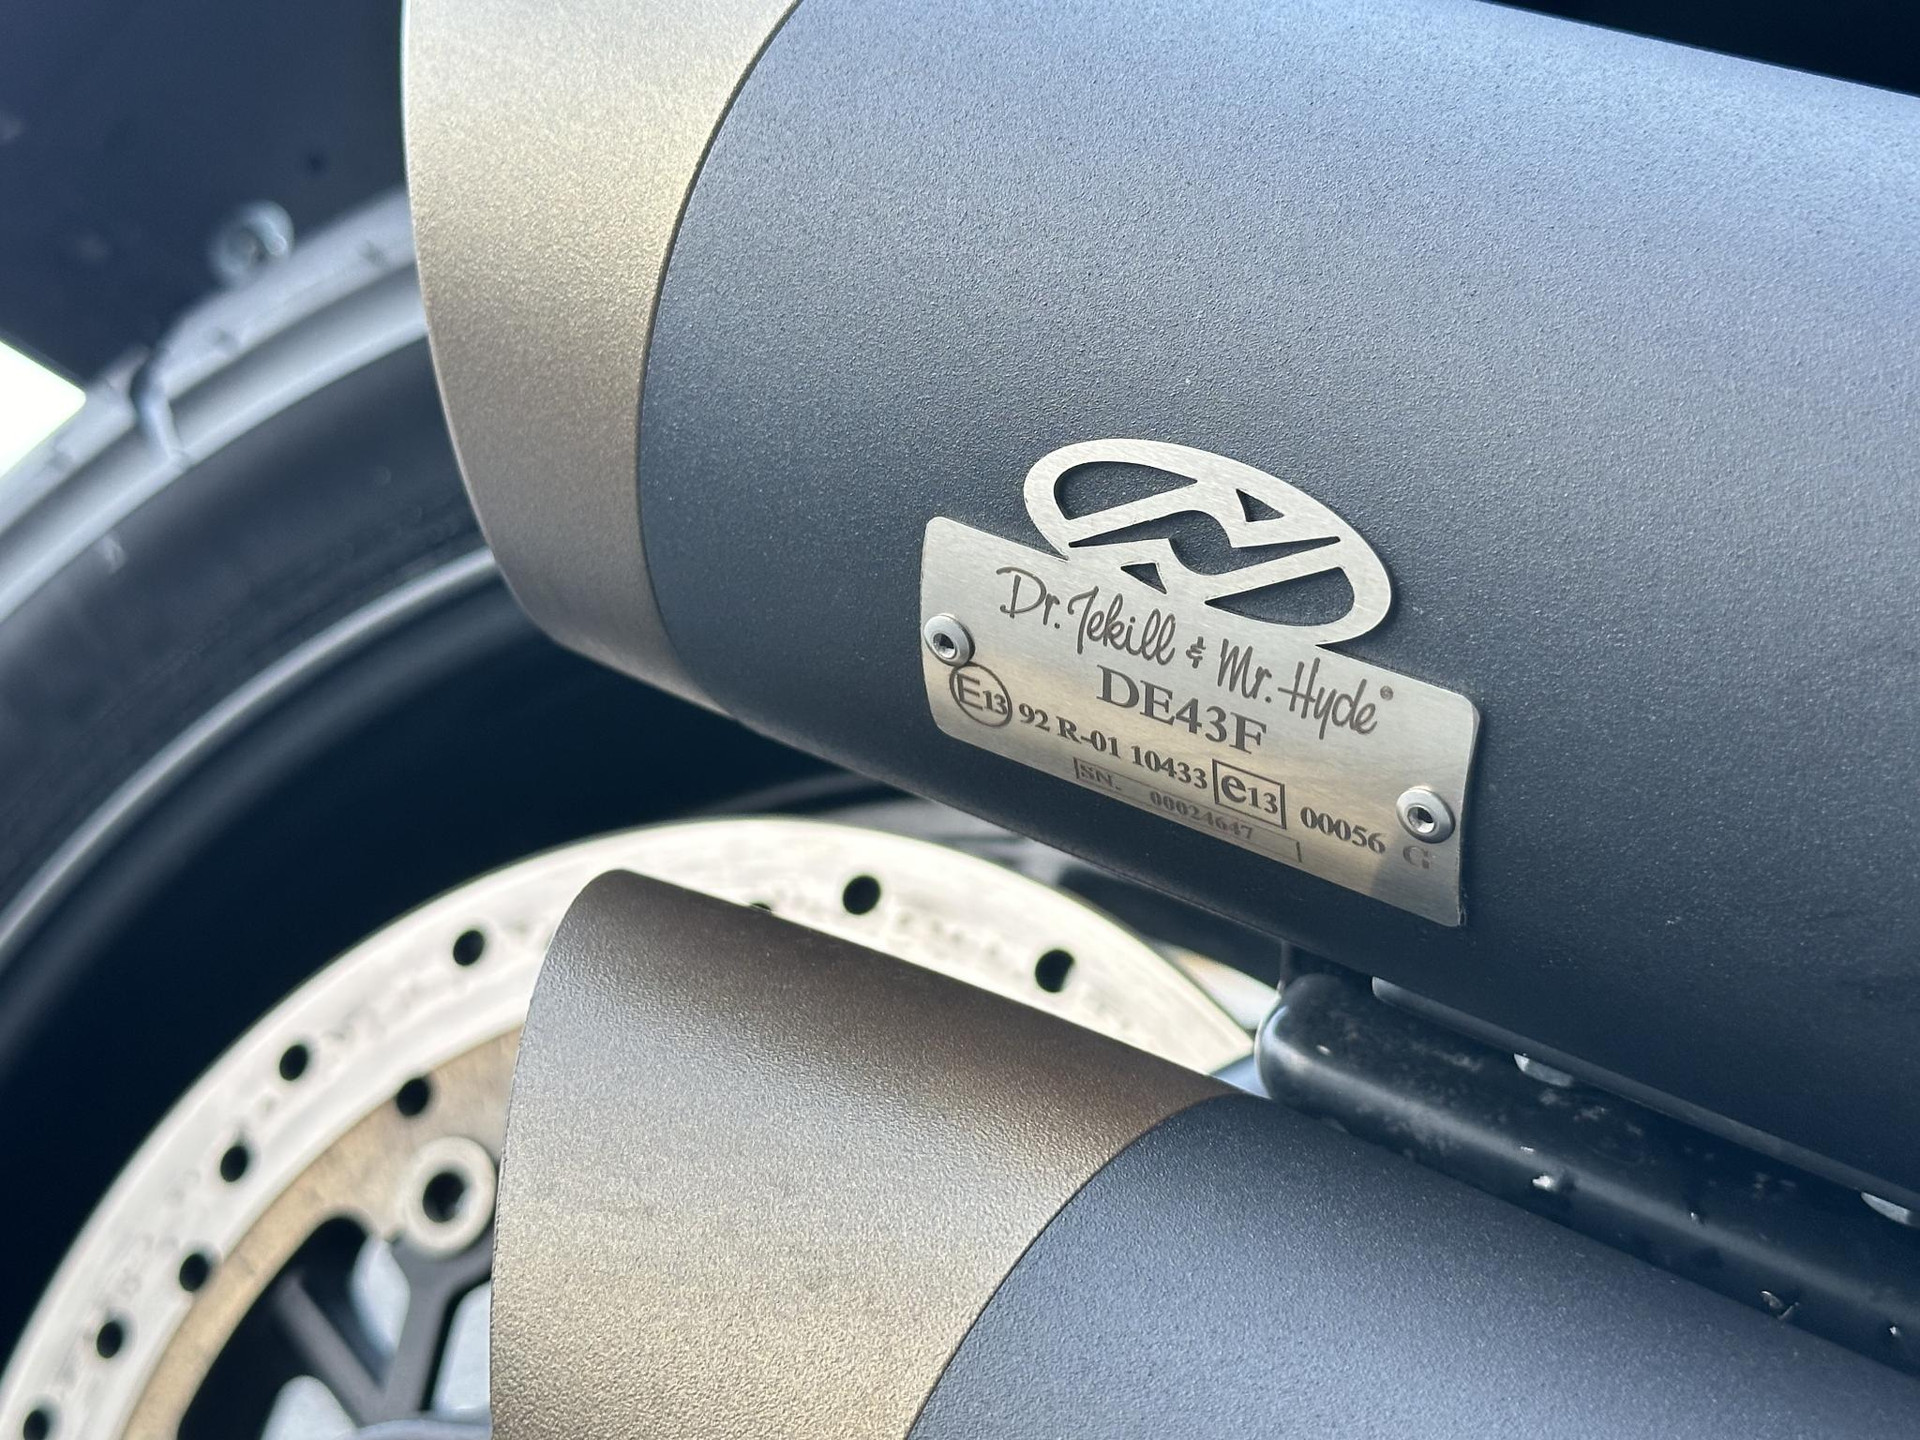 Dr. Jekill & Mr. Hyde®
DE43F
E13 92 R-01 10433 e13 00056 G
SN. 00024647